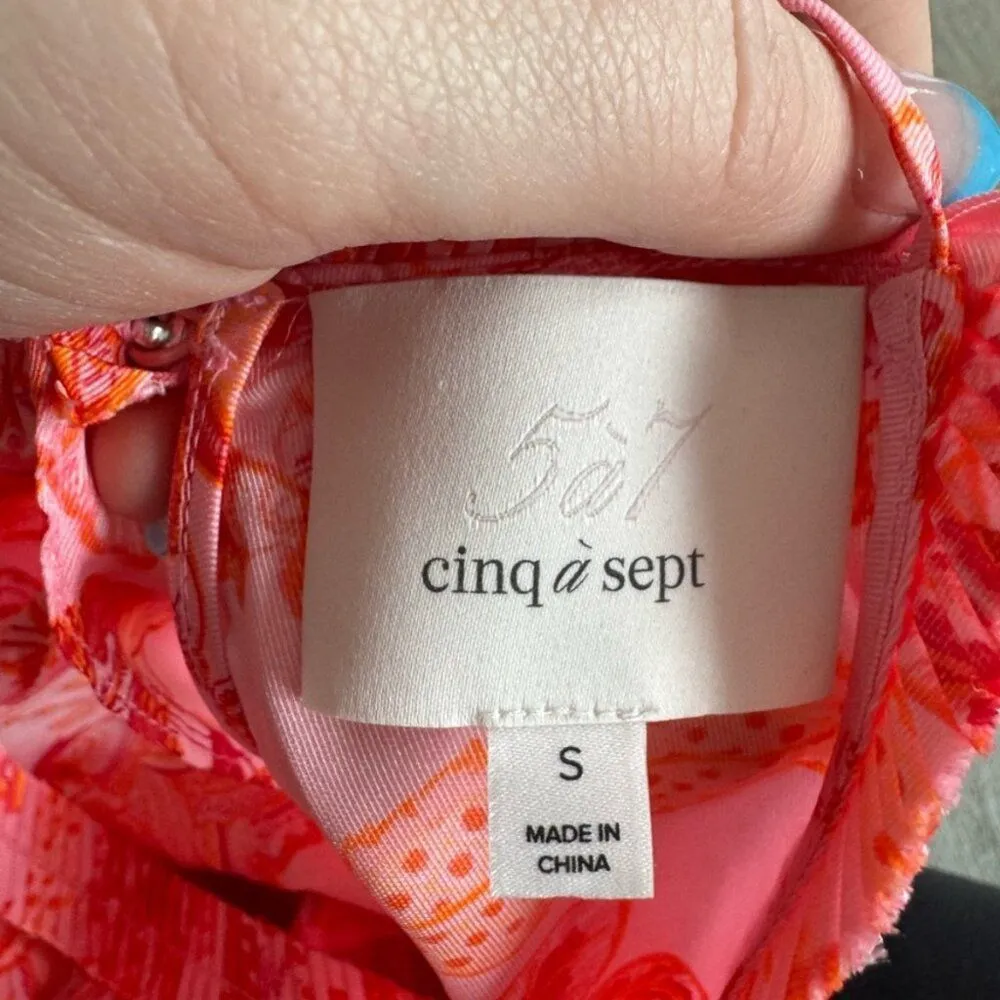 5à7
cinq à sept
S
MADE IN
CHINA